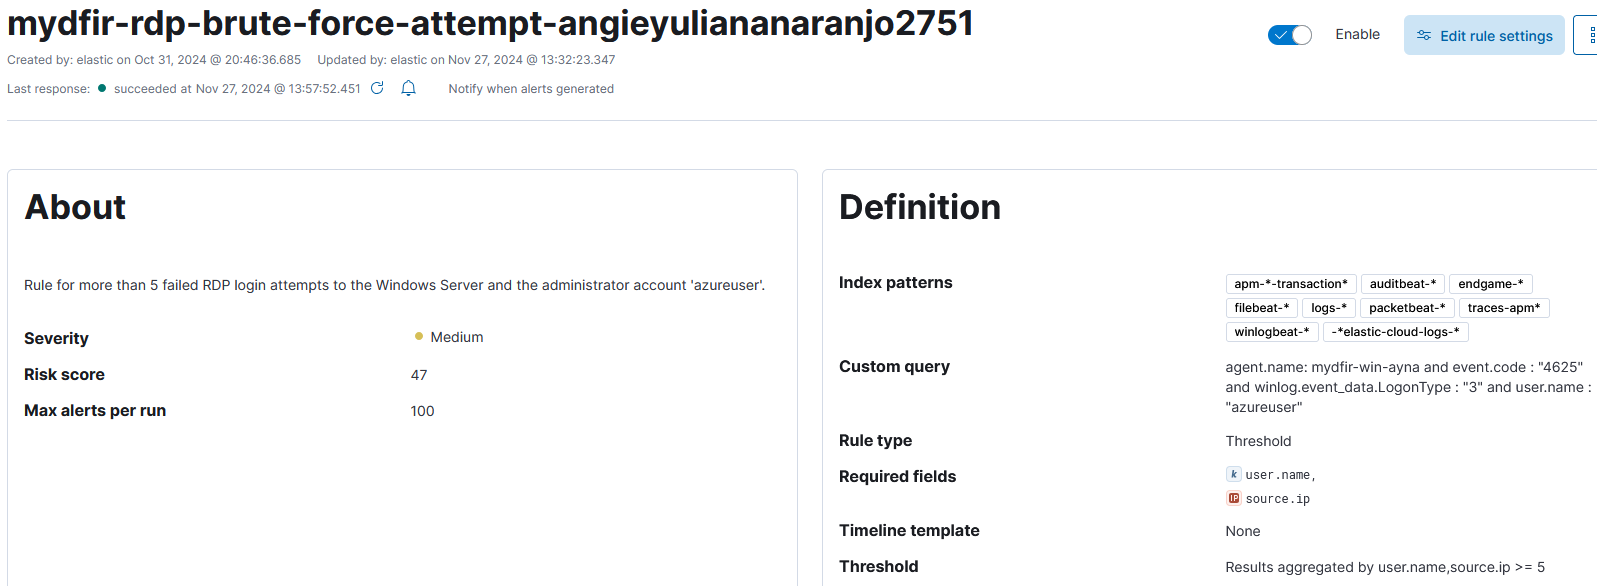 mydfir-rdp-brute-force-attempt-angieyuliananaranjo2751
Enable
Edit rule settings
Created by: elastic on Oct 31, 2024 @ 20:46:36.685 Updated by: elastic on Nov 27, 2024 @ 13:32:23.347
Last response: succeeded at Nov 27, 2024 @ 13:57:52.451 Notify when alerts generated
About
Rule for more than 5 failed RDP login attempts to the Windows Server and the administrator account 'azureuser'.
Severity Medium
Risk score 47
Max alerts per run 100
Definition
Index patterns apm-*-transaction* auditbeat-* endgame-*
filebeat-* logs-* packetbeat-* traces-apm*
winlogbeat-* -*elastic-cloud-logs-*
Custom query agent.name: mydfir-win-ayna and event.code : "4625"
and winlog.event_data.LogonType : "3" and user.name :
"azureuser"
Rule type Threshold
Required fields k user.name,
IP source.ip
Timeline template None
Threshold Results aggregated by user.name,source.ip >= 5